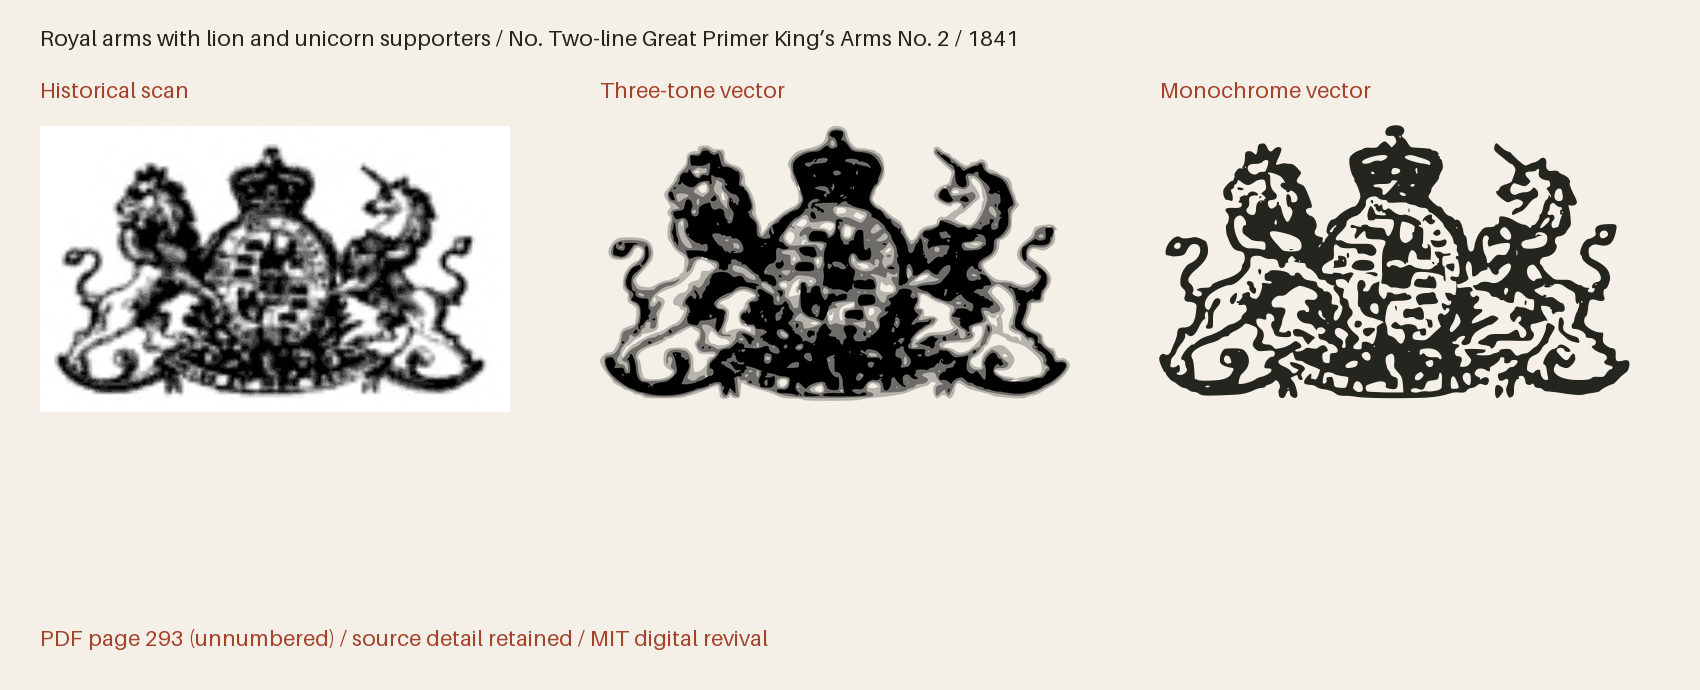 Royal arms with lion and unicorn supporters / No. Two-line Great Primer King’s Arms No. 2 / 1841
Historical scan
Three-tone vector
Monochrome vector
PDF page 293 (unnumbered) / source detail retained / MIT digital revival